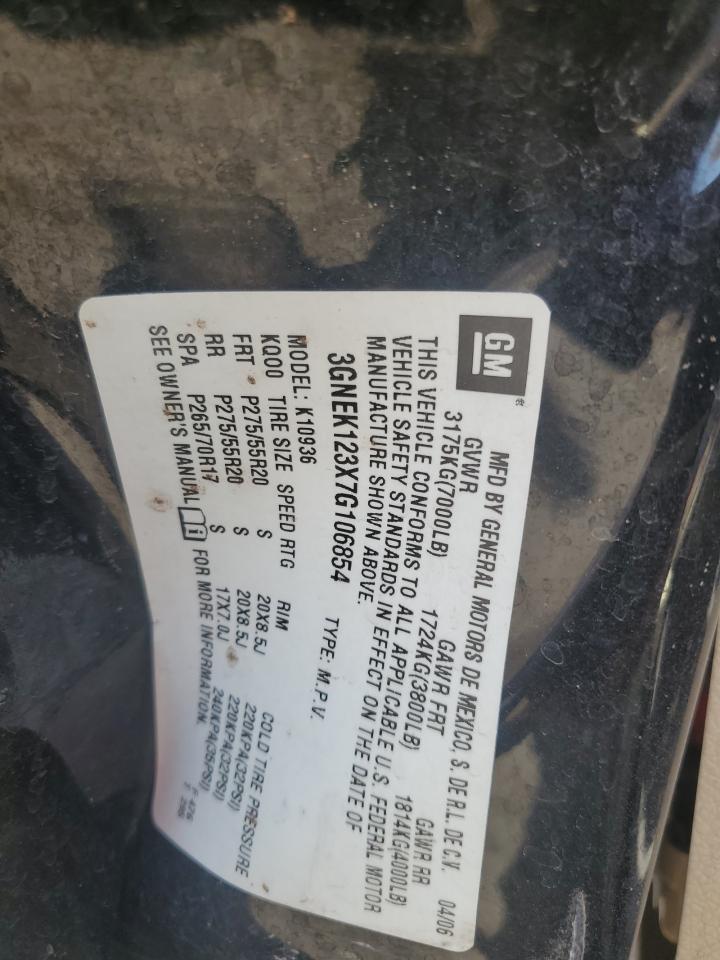 GM
MFD BY GENERAL MOTORS DE MEXICO, S. DE R.L. DE C.V. 04/06
GVWR GAWR FRT GAWR RR
3175KG(7000LB) 1724KG(3800LB) 1814KG(4000LB)
THIS VEHICLE CONFORMS TO ALL APPLICABLE U.S. FEDERAL MOTOR
VEHICLE SAFETY STANDARDS IN EFFECT ON THE DATE OF
MANUFACTURE SHOWN ABOVE.
3GNEK123X7G106854 TYPE: M.P.V.
MODEL: K10936
KQ00 TIRE SIZE SPEED RTG RIM COLD TIRE PRESSURE
FRT P275/55R20 S 20X8.5J 220KPA(32PSI)
RR P275/55R20 S 20X8.5J 220KPA(32PSI)
SPA P265/70R17 S 17X7.0J 240KPA(35PSI)
SEE OWNER'S MANUAL FOR MORE INFORMATION.